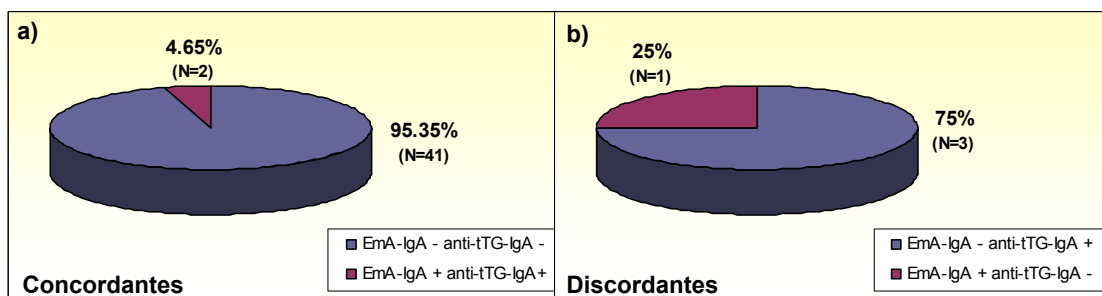 a)
4.65%
(N=2)
95.35%
(N=41)
EmA-IgA - anti-tTG-IgA -
EmA-IgA + anti-tTG-IgA+
Concordantes
b)
25%
(N=1)
75%
(N=3)
EmA-IgA - anti-tTG-IgA +
EmA-IgA + anti-tTG-IgA -
Discordantes